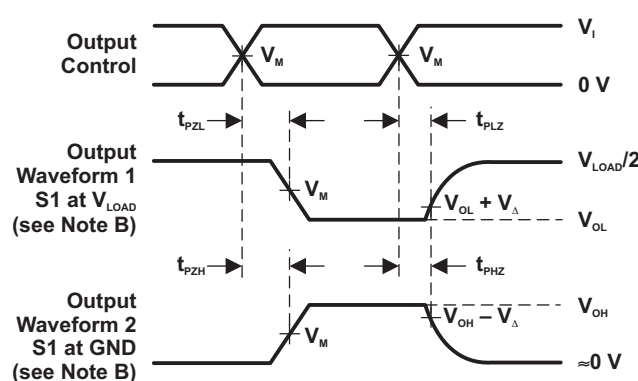 Output
Control
V_M
V_M
V_I
0 V
t_PZL
t_PLZ
Output
Waveform 1
S1 at V_LOAD
(see Note B)
V_M
V_OL + V_Δ
V_LOAD/2
V_OL
t_PZH
t_PHZ
Output
Waveform 2
S1 at GND
(see Note B)
V_M
V_OH – V_Δ
V_OH
≈0 V